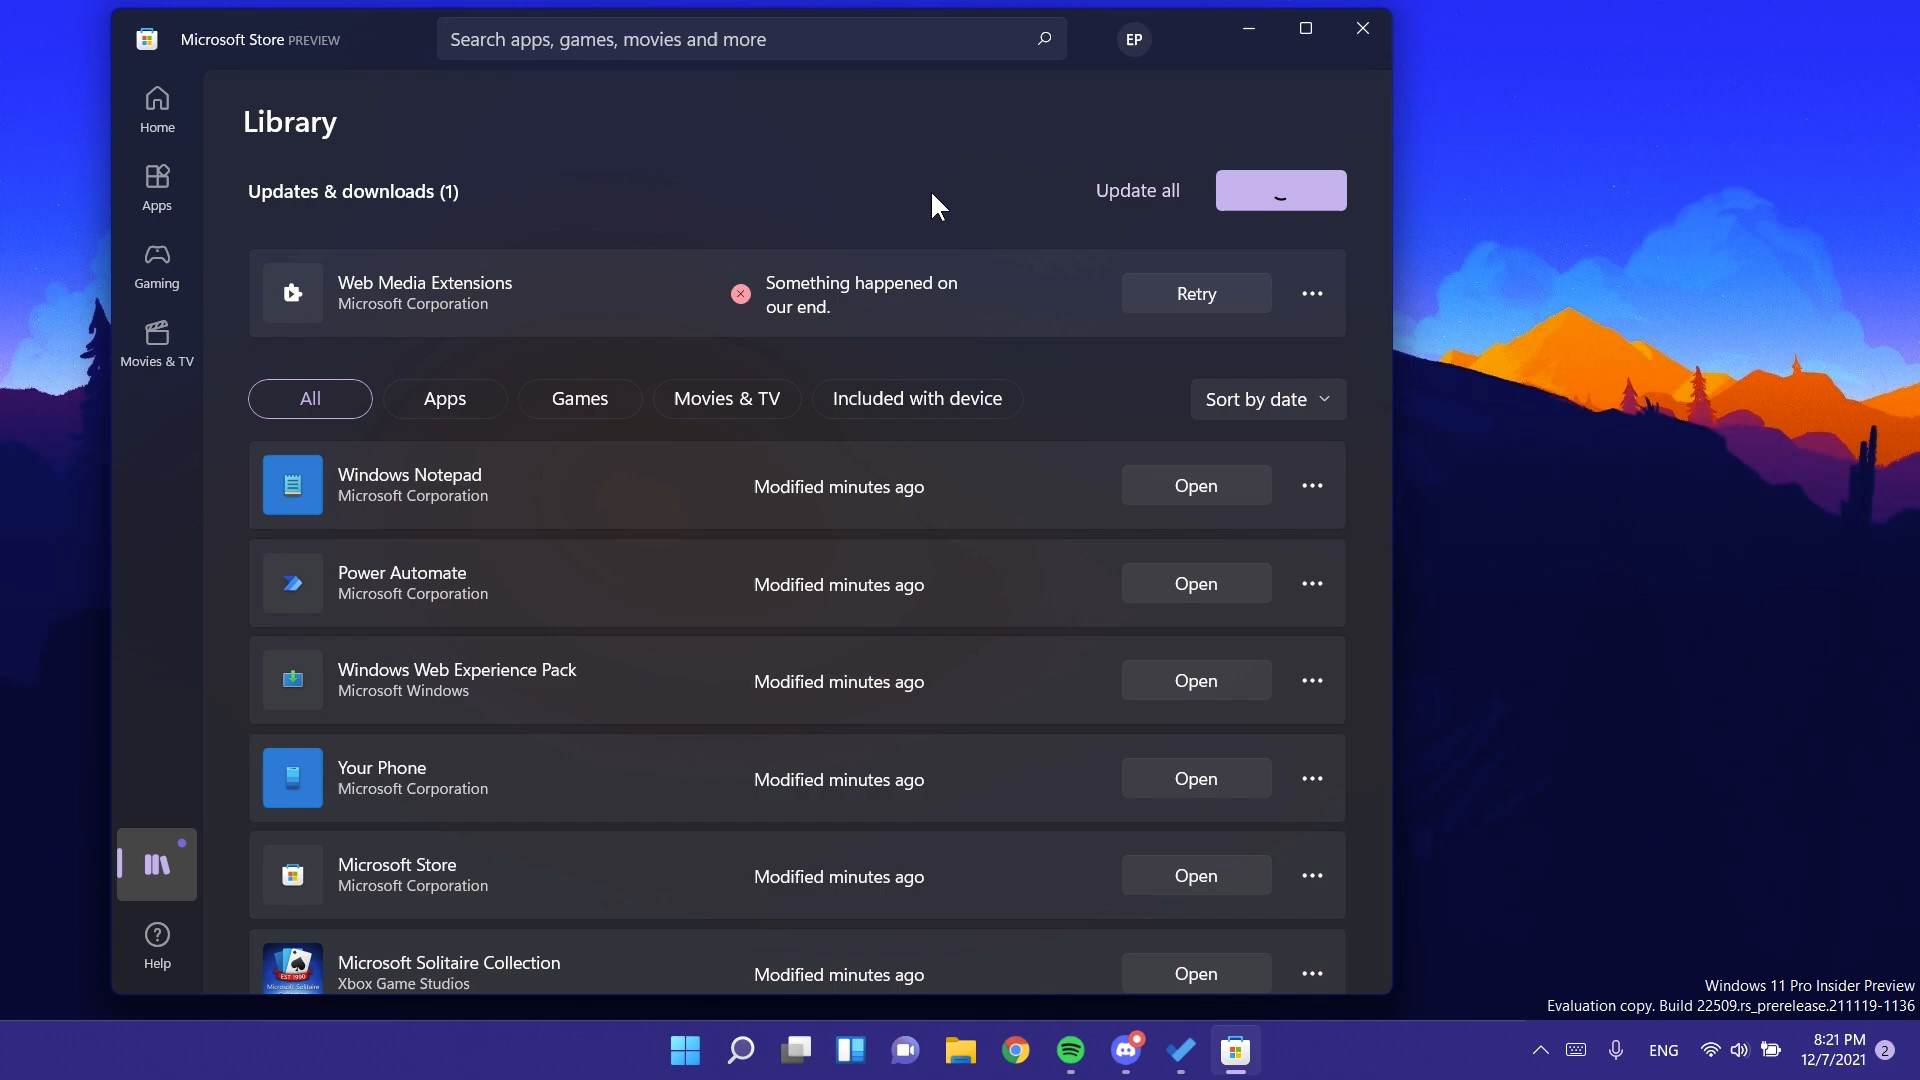 Microsoft Store PREVIEW
Search apps, games, movies and more
EP
Home
Apps
Gaming
Movies & TV
Help
Library
Updates & downloads (1)
Update all
Web Media Extensions
Microsoft Corporation
Something happened on
our end.
Retry
All
Apps
Games
Movies & TV
Included with device
Sort by date
Windows Notepad
Microsoft Corporation
Modified minutes ago
Open
Power Automate
Microsoft Corporation
Modified minutes ago
Open
Windows Web Experience Pack
Microsoft Windows
Modified minutes ago
Open
Your Phone
Microsoft Corporation
Modified minutes ago
Open
Microsoft Store
Microsoft Corporation
Modified minutes ago
Open
EST 1990
Microsoft Solitaire
Microsoft Solitaire Collection
Xbox Game Studios
Modified minutes ago
Open
Windows 11 Pro Insider Preview
Evaluation copy. Build 22509.rs_prerelease.211119-1136
ENG
8:21 PM
12/7/2021
2